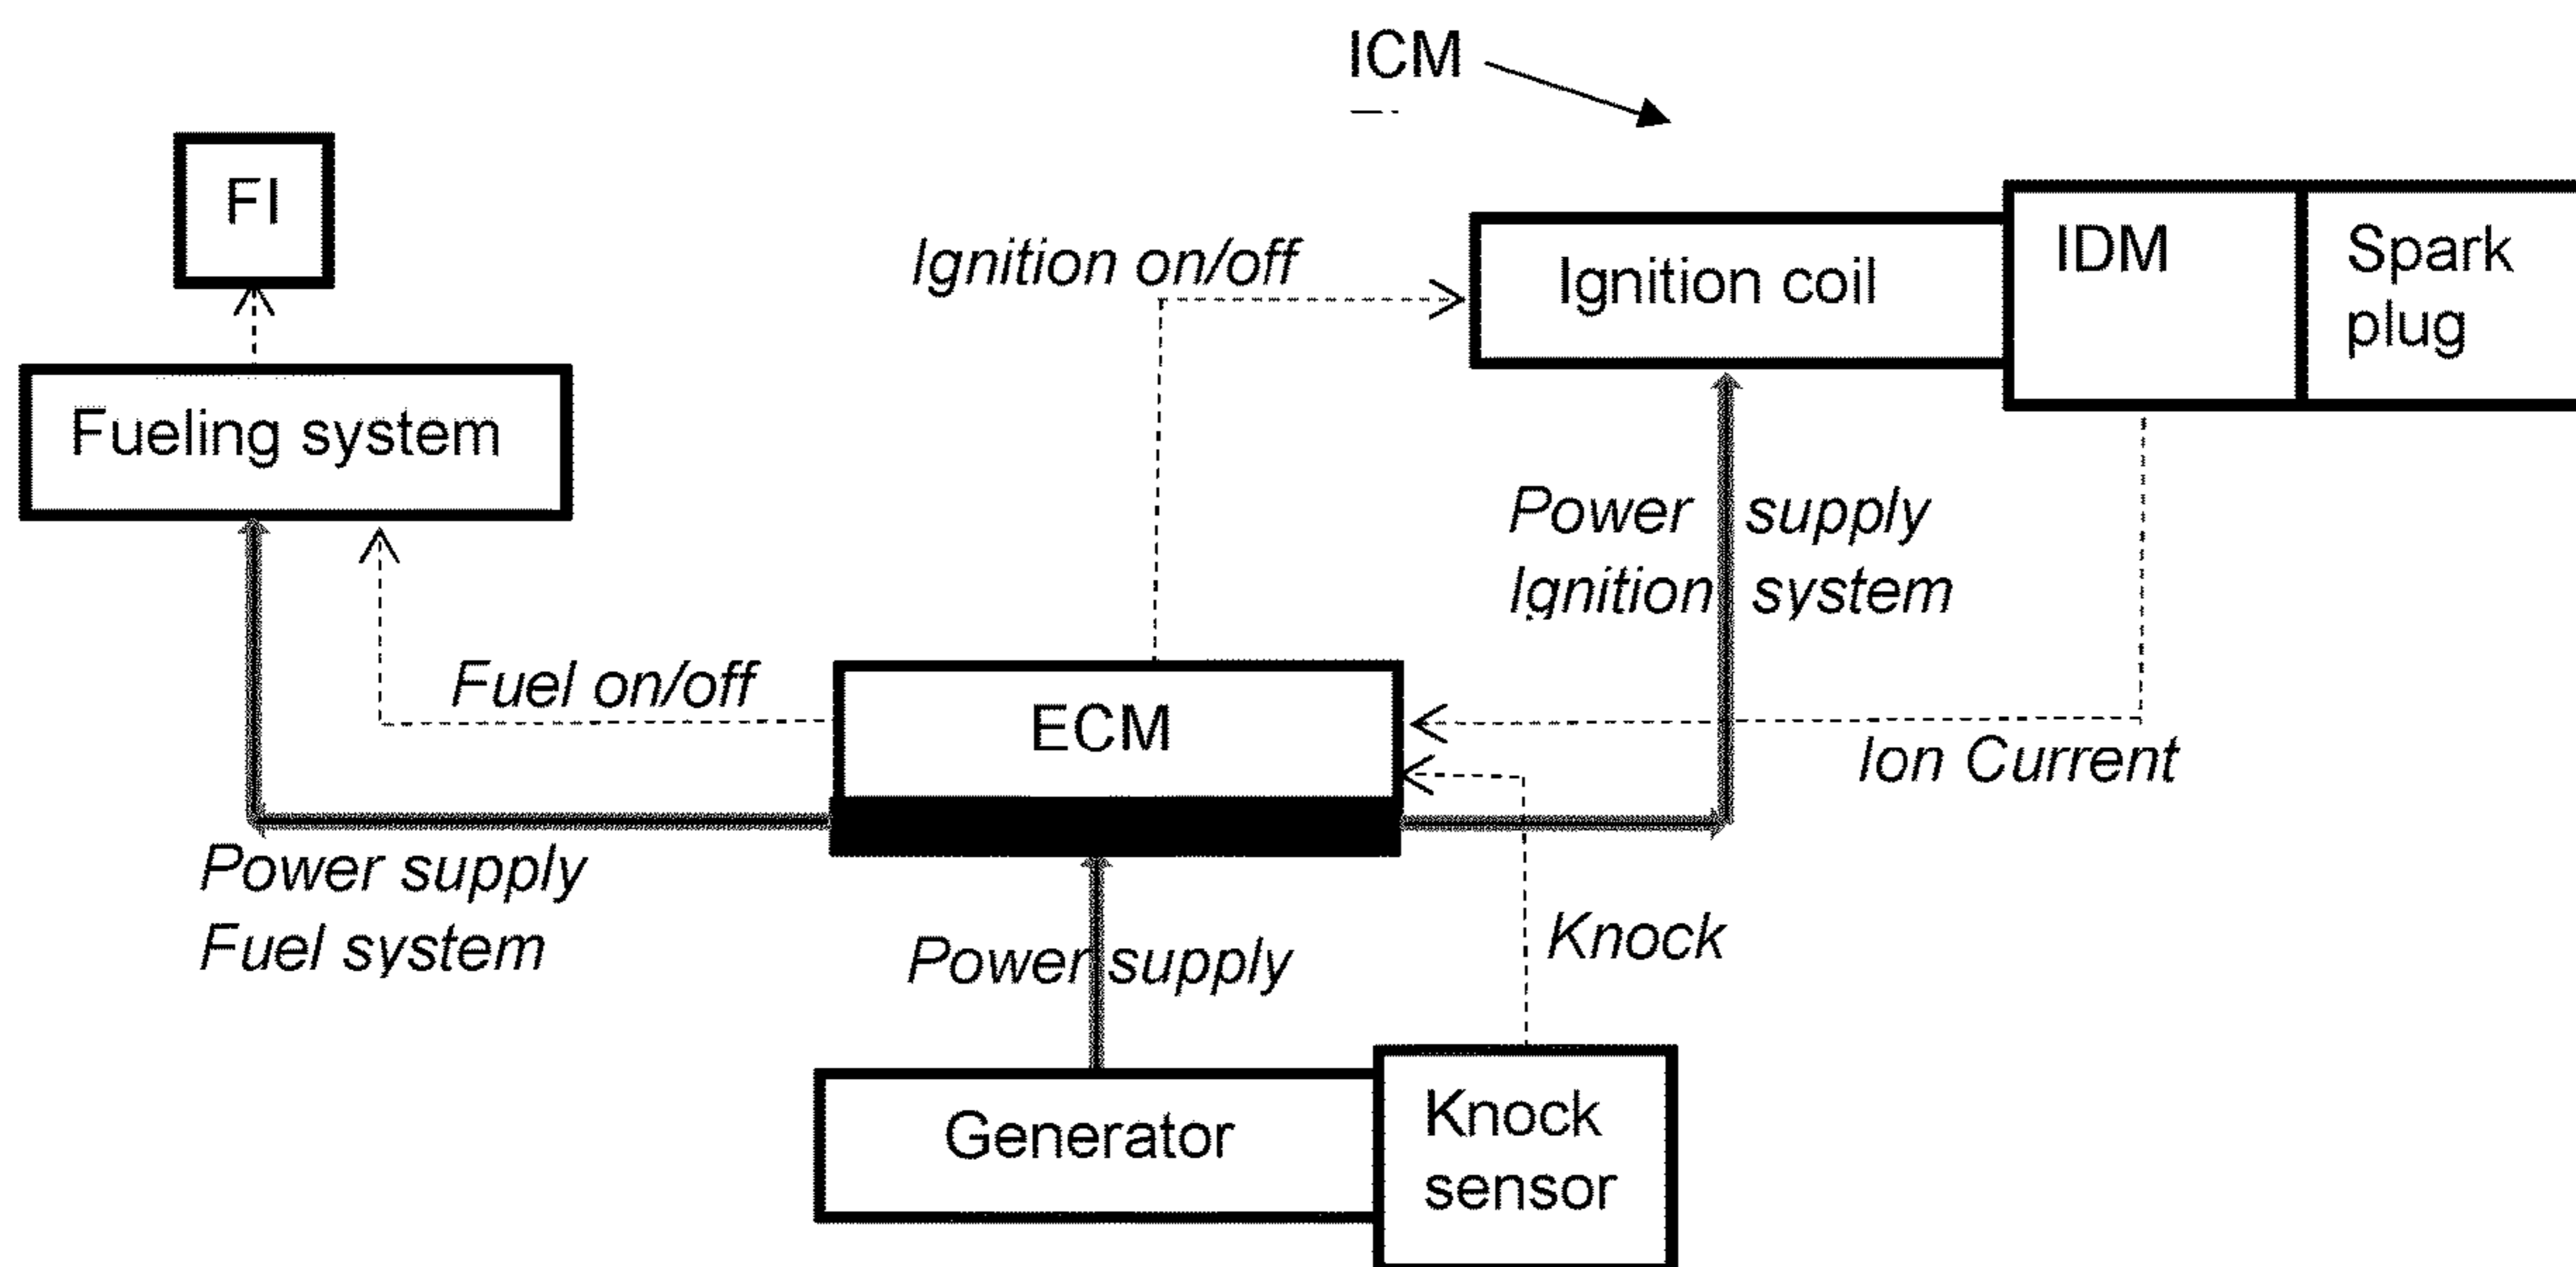 ICM
FI
Ignition on/off
Ignition coil
IDM
Spark
plug
Fueling system
Power supply
Ignition system
Fuel on/off
ECM
Ion Current
Power supply
Fuel system
Power supply
Knock
Generator
Knock
sensor